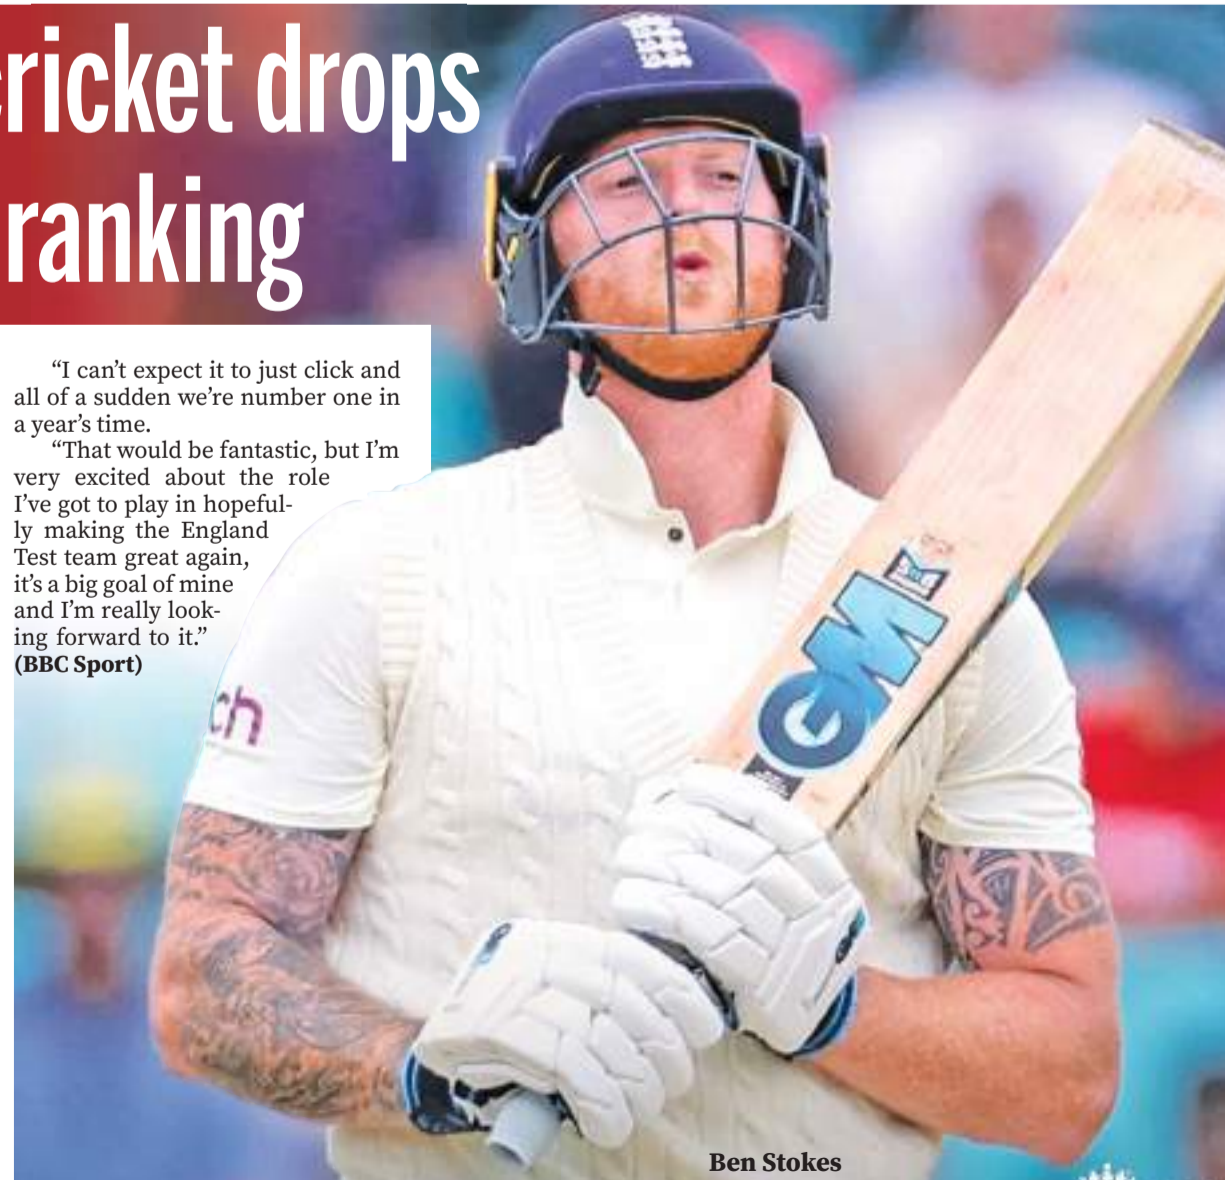 cricket drops
ranking
“I can’t expect it to just click and
all of a sudden we’re number one in
a year’s time.
“That would be fantastic, but I’m
very excited about the role
I’ve got to play in hopeful-
ly making the England
Test team great again,
it’s a big goal of mine
and I’m really look-
ing forward to it.”
(BBC Sport)
ch
GM
GM
Ben Stokes